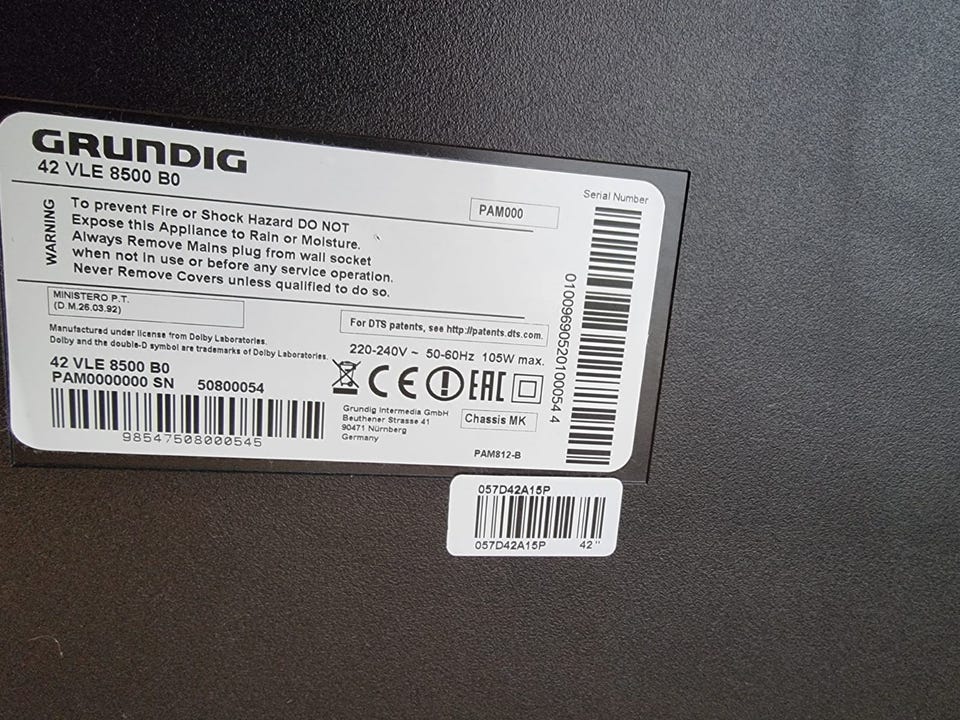 GRUNDIG
42 VLE 8500 B0
WARNING
To prevent Fire or Shock Hazard DO NOT
Expose this Appliance to Rain or Moisture.
Always Remove Mains plug from wall socket
when not in use or before any service operation.
Never Remove Covers unless qualified to do so.
PAM000
Serial Number
01009690520100054 4
MINISTERO P.T.
(D.M.26.03.92)
For DTS patents, see http://patents.dts.com.
Manufactured under license from Dolby Laboratories.
Dolby and the double-D symbol are trademarks of Dolby Laboratories.
220-240V ~ 50-60Hz 105W max.
42 VLE 8500 B0
PAM0000000 SN 50800054
98547508000545
CE
EAC
Grundig Intermedia GmbH
Beuthener Strasse 41
90471 Nürnberg
Germany
Chassis MK
PAM812-B
057D42A15P
057D42A15P 42"